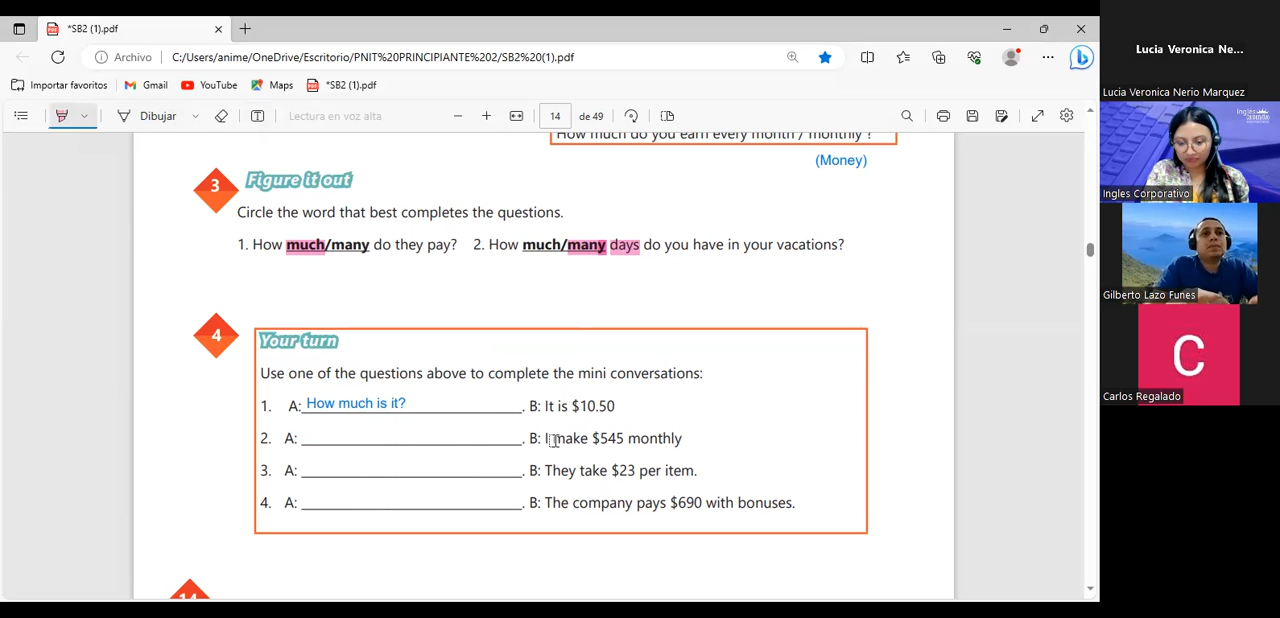 *SB2 (1).pdf
Archivo C:/Users/anime/OneDrive/Escritorio/PNIT%20PRINCIPIANTE%202/SB2%20(1).pdf
Importar favoritos Gmail YouTube Maps *SB2 (1).pdf
Dibujar Lectura en voz alta 14 de 49
How much do you earn every month / monthly ?
(Money)
3 Figure it out
Circle the word that best completes the questions.
1. How much/many do they pay? 2. How much/many days do you have in your vacations?
4 Your turn
Use one of the questions above to complete the mini conversations:
1. A: How much is it? . B: It is $10.50
2. A: ___ . B: I make $545 monthly
3. A: ___ . B: They take $23 per item.
4. A: ___ . B: The company pays $690 with bonuses.
14
Lucia Veronica Ne...
Lucia Veronica Nerio Marquez
Ingles Corporativo
Gilberto Lazo Funes
C
Carlos Regalado